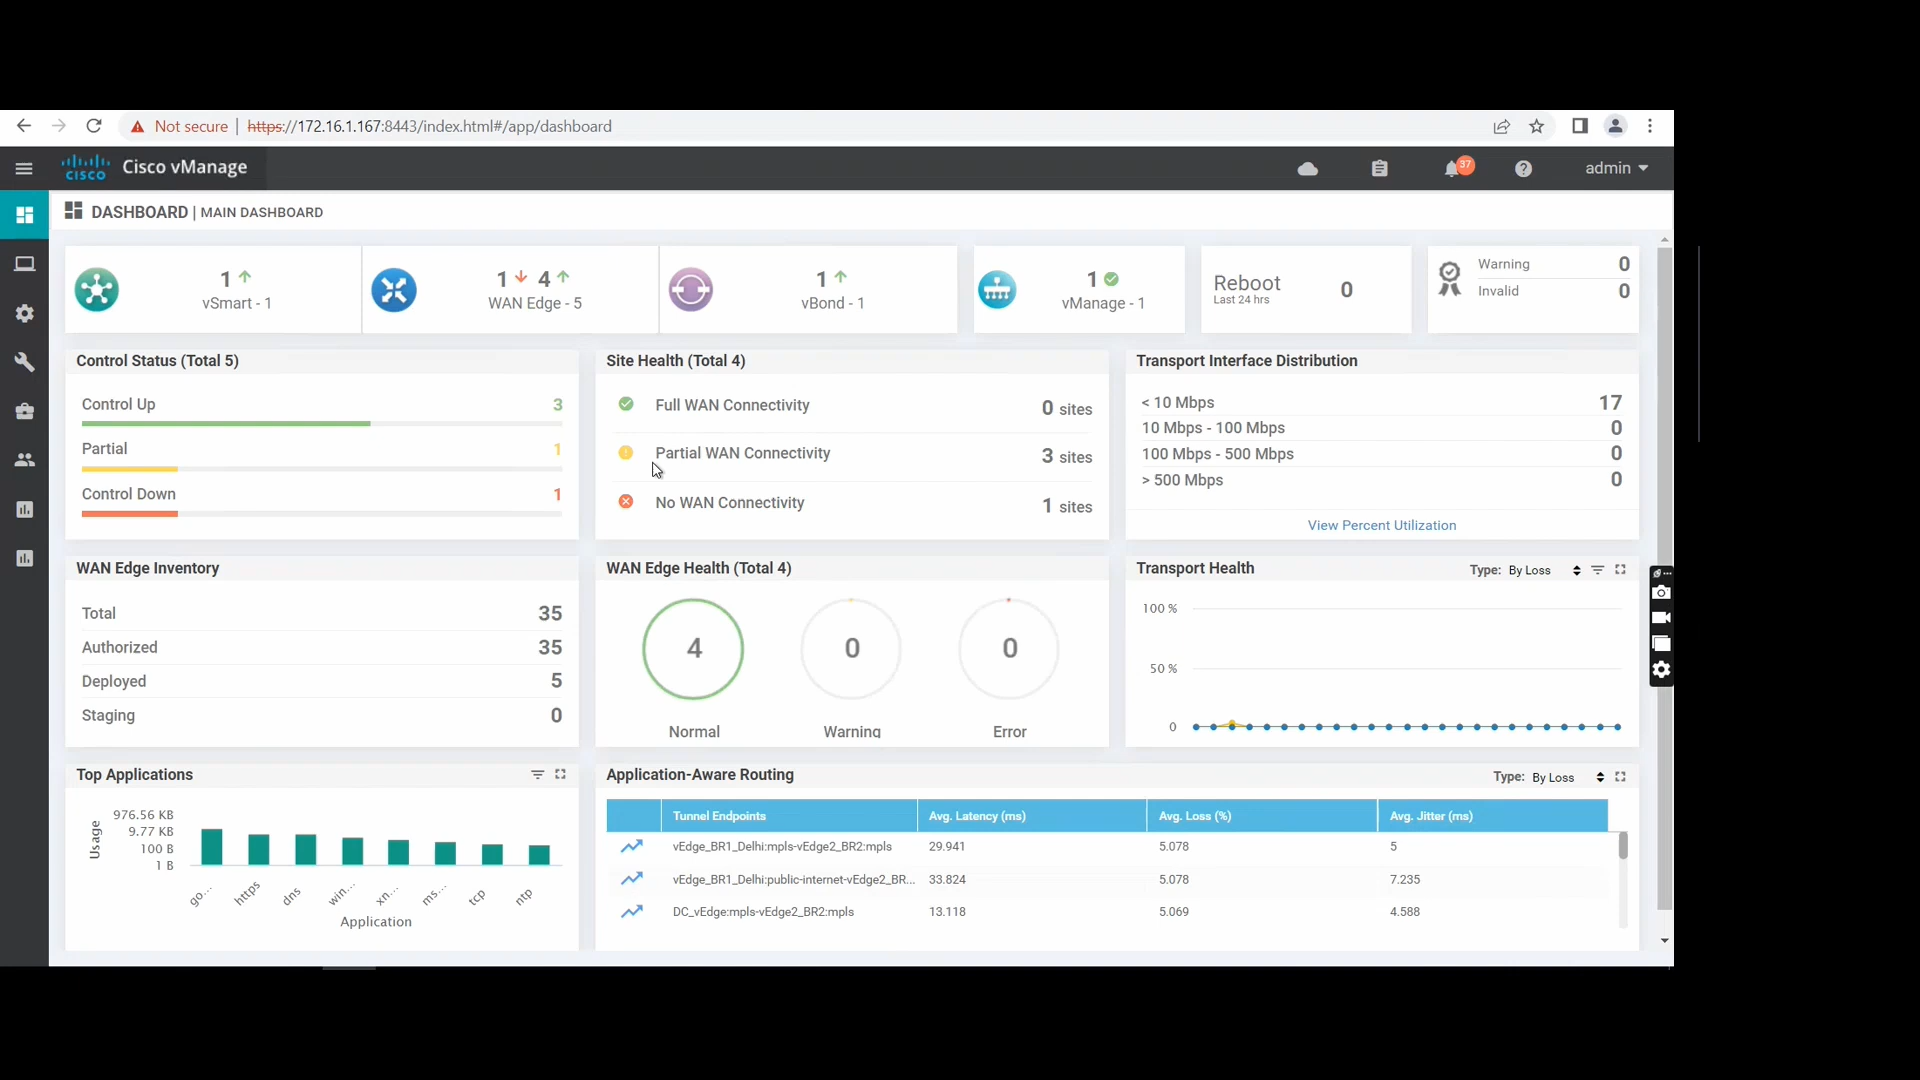 Not secure | https://172.16.1.167:8443/index.html#/app/dashboard
cisco Cisco vManage
37
admin
DASHBOARD | MAIN DASHBOARD
1
vSmart - 1
1 4
WAN Edge - 5
1
vBond - 1
1
vManage - 1
Reboot
Last 24 hrs
0
Warning 0
Invalid 0
Control Status (Total 5)
Control Up 3
Partial 1
Control Down 1
Site Health (Total 4)
Full WAN Connectivity 0 sites
Partial WAN Connectivity 3 sites
No WAN Connectivity 1 sites
Transport Interface Distribution
< 10 Mbps 17
10 Mbps - 100 Mbps 0
100 Mbps - 500 Mbps 0
> 500 Mbps 0
View Percent Utilization
WAN Edge Inventory
Total 35
Authorized 35
Deployed 5
Staging 0
WAN Edge Health (Total 4)
4 0 0
Normal Warning Error
Transport Health
Type: By Loss
100 %
50 %
0
Top Applications
Usage
976.56 KB
9.77 KB
100 B
1 B
go... https dns win... xn... ms... tcp ntp
Application
Application-Aware Routing
Type: By Loss
Tunnel Endpoints Avg. Latency (ms) Avg. Loss (%) Avg. Jitter (ms)
vEdge_BR1_Delhi:mpls-vEdge2_BR2:mpls 29.941 5.078 5
vEdge_BR1_Delhi:public-internet-vEdge2_BR... 33.824 5.078 7.235
DC_vEdge:mpls-vEdge2_BR2:mpls 13.118 5.069 4.588